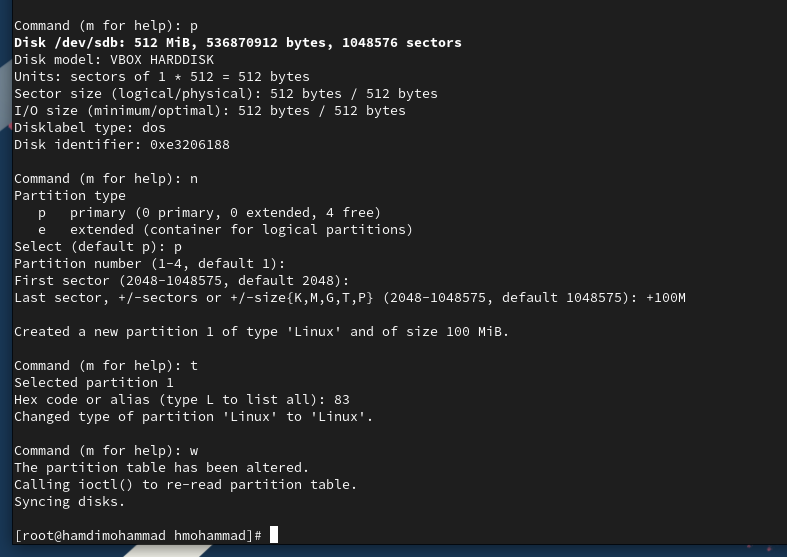 Command (m for help): p
Disk /dev/sdb: 512 MiB, 536870912 bytes, 1048576 sectors
Disk model: VBOX HARDDISK
Units: sectors of 1 * 512 = 512 bytes
Sector size (logical/physical): 512 bytes / 512 bytes
I/O size (minimum/optimal): 512 bytes / 512 bytes
Disklabel type: dos
Disk identifier: 0xe3206188

Command (m for help): n
Partition type
   p   primary (0 primary, 0 extended, 4 free)
   e   extended (container for logical partitions)
Select (default p): p
Partition number (1-4, default 1):
First sector (2048-1048575, default 2048):
Last sector, +/-sectors or +/-size{K,M,G,T,P} (2048-1048575, default 1048575): +100M

Created a new partition 1 of type 'Linux' and of size 100 MiB.

Command (m for help): t
Selected partition 1
Hex code or alias (type L to list all): 83
Changed type of partition 'Linux' to 'Linux'.

Command (m for help): w
The partition table has been altered.
Calling ioctl() to re-read partition table.
Syncing disks.

[root@hamdimohammad hmohammad]#